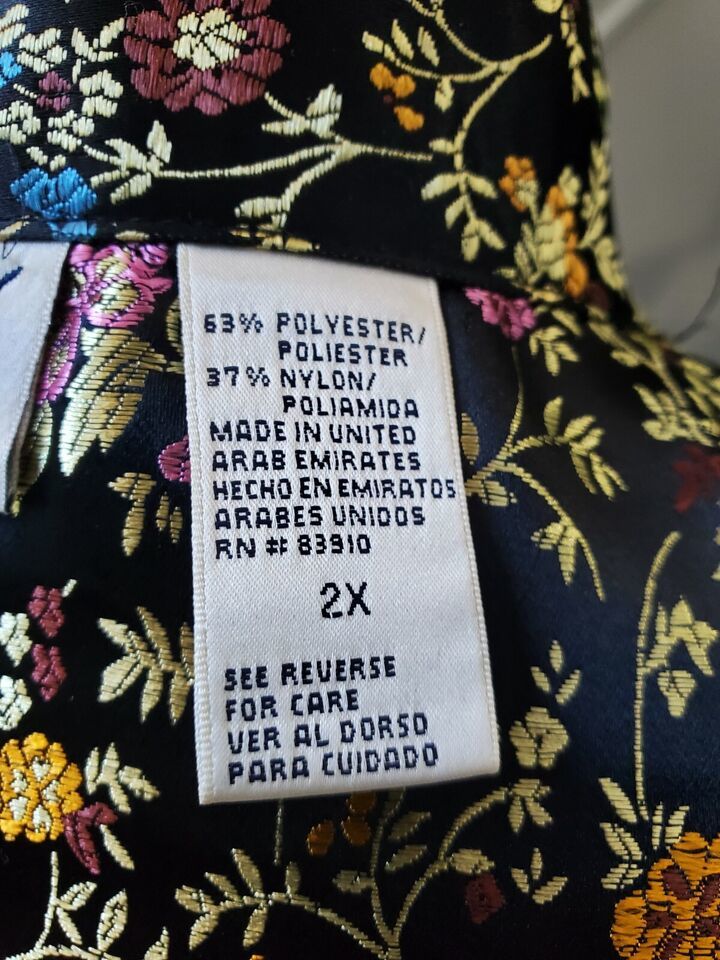 63% POLYESTER/
POLIESTER
37% NYLON/
POLIAMIDA
MADE IN UNITED
ARAB EMIRATES
HECHO EN EMIRATOS
ARABES UNIDOS
RN # 83910
2X
SEE REVERSE
FOR CARE
VER AL DORSO
PARA CUIDADO